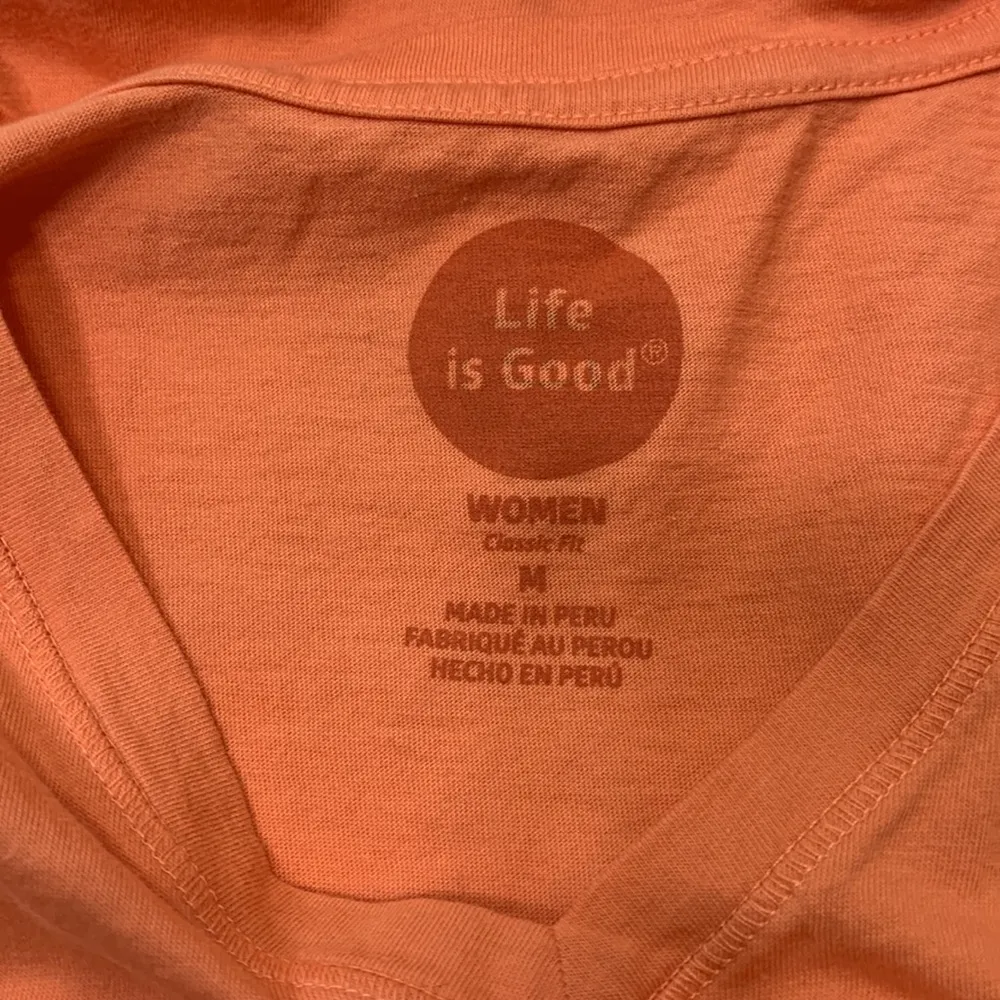 Life
is Good®
WOMEN
Classic Fit
M
MADE IN PERU
FABRIQUÉ AU PEROU
HECHO EN PERÚ